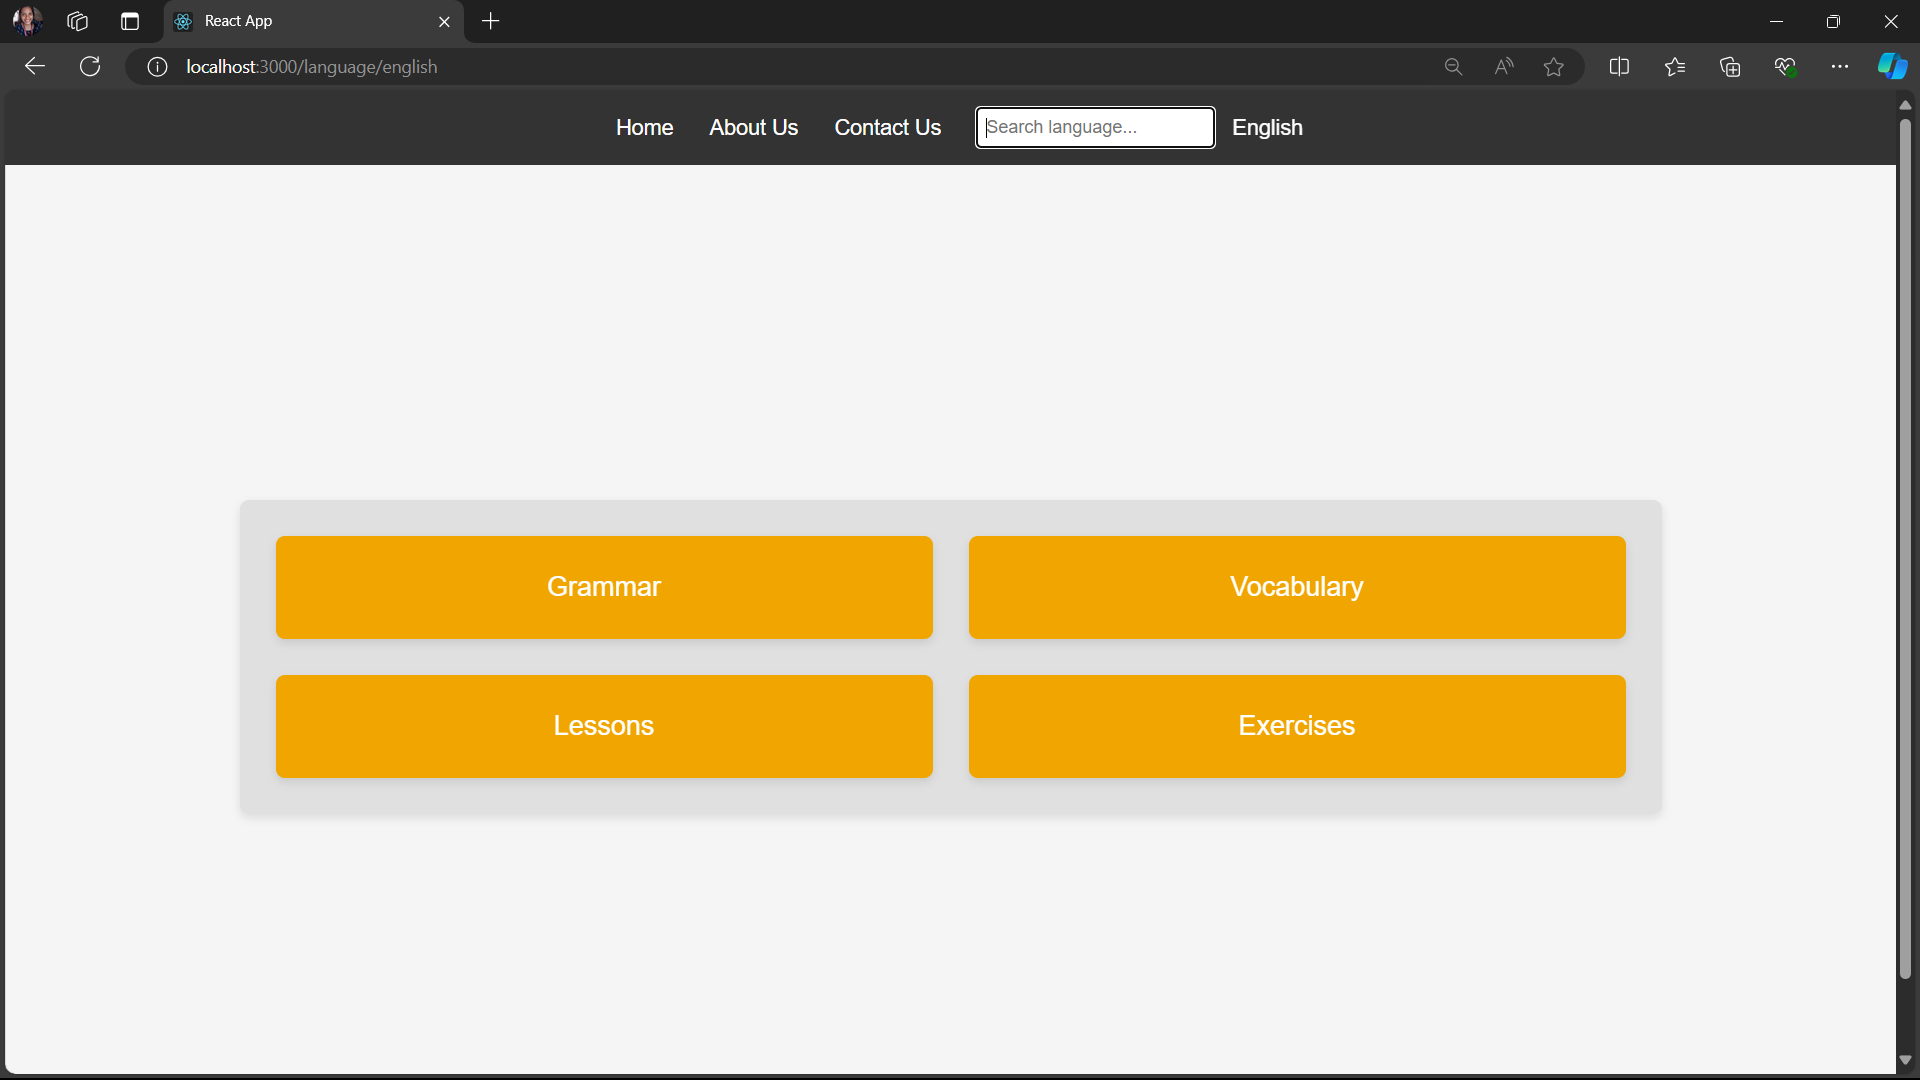 React App
localhost:3000/language/english
Home About Us Contact Us Search language... English
Grammar Vocabulary
Lessons Exercises